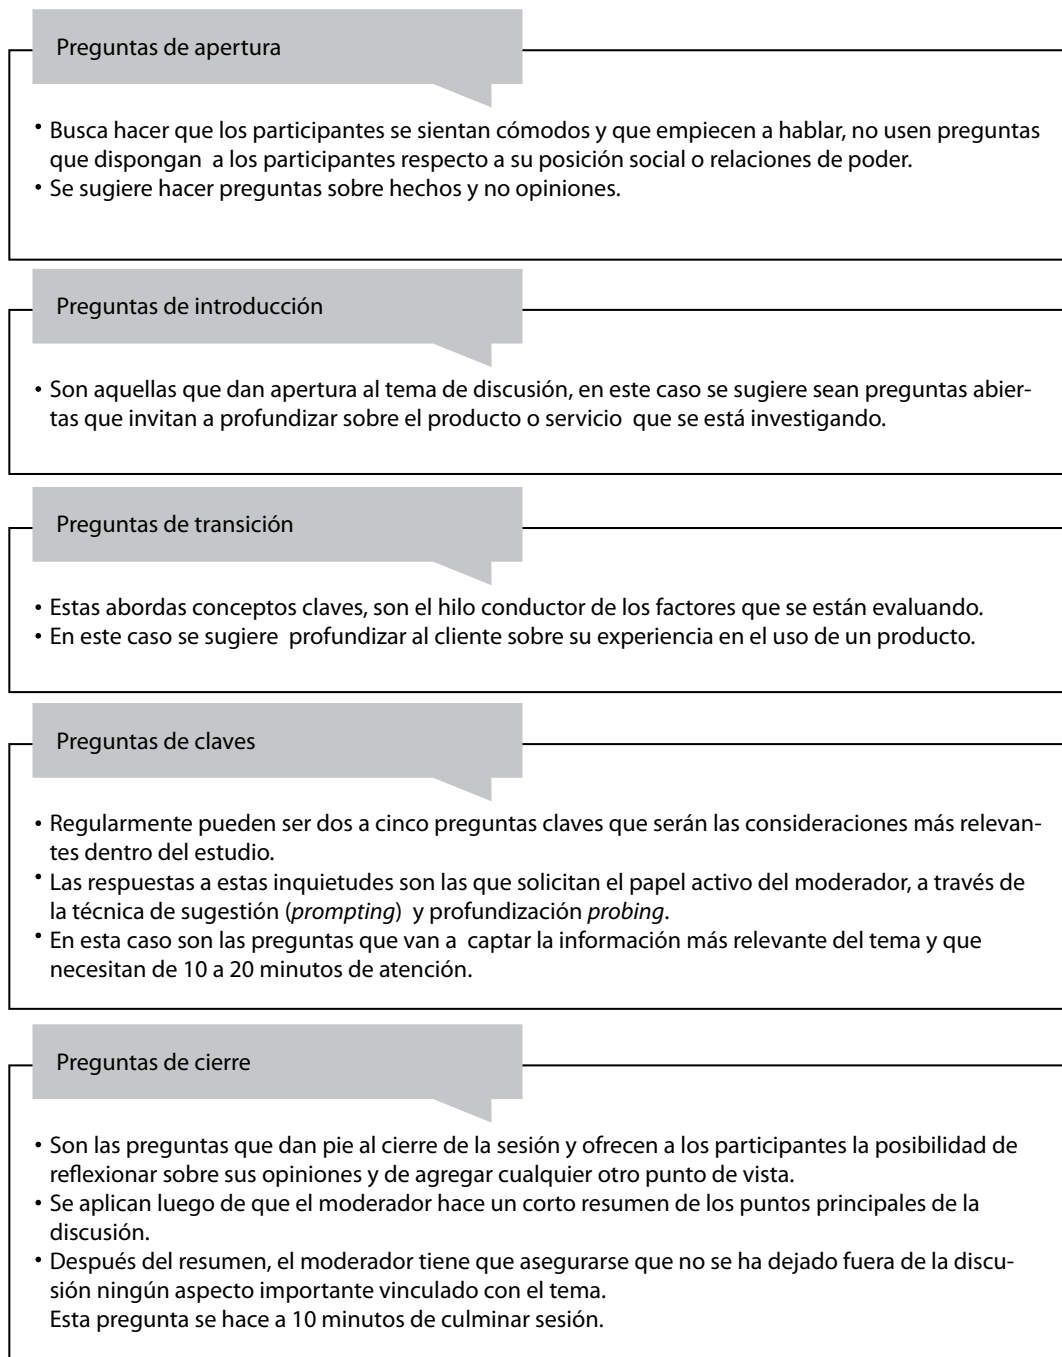 Preguntas de apertura
• Busca hacer que los participantes se sientan cómodos y que empiecen a hablar, no usen preguntas
que dispongan a los participantes respecto a su posición social o relaciones de poder.
• Se sugiere hacer preguntas sobre hechos y no opiniones.
Preguntas de introducción
• Son aquellas que dan apertura al tema de discusión, en este caso se sugiere sean preguntas abier-
tas que invitan a profundizar sobre el producto o servicio que se está investigando.
Preguntas de transición
• Estas abordas conceptos claves, son el hilo conductor de los factores que se están evaluando.
• En este caso se sugiere profundizar al cliente sobre su experiencia en el uso de un producto.
Preguntas de claves
• Regularmente pueden ser dos a cinco preguntas claves que serán las consideraciones más relevan-
tes dentro del estudio.
• Las respuestas a estas inquietudes son las que solicitan el papel activo del moderador, a través de
la técnica de sugestión (prompting) y profundización probing.
• En esta caso son las preguntas que van a captar la información más relevante del tema y que
necesitan de 10 a 20 minutos de atención.
Preguntas de cierre
• Son las preguntas que dan pie al cierre de la sesión y ofrecen a los participantes la posibilidad de
reflexionar sobre sus opiniones y de agregar cualquier otro punto de vista.
• Se aplican luego de que el moderador hace un corto resumen de los puntos principales de la
discusión.
• Después del resumen, el moderador tiene que asegurarse que no se ha dejado fuera de la discu-
sión ningún aspecto importante vinculado con el tema.
Esta pregunta se hace a 10 minutos de culminar sesión.